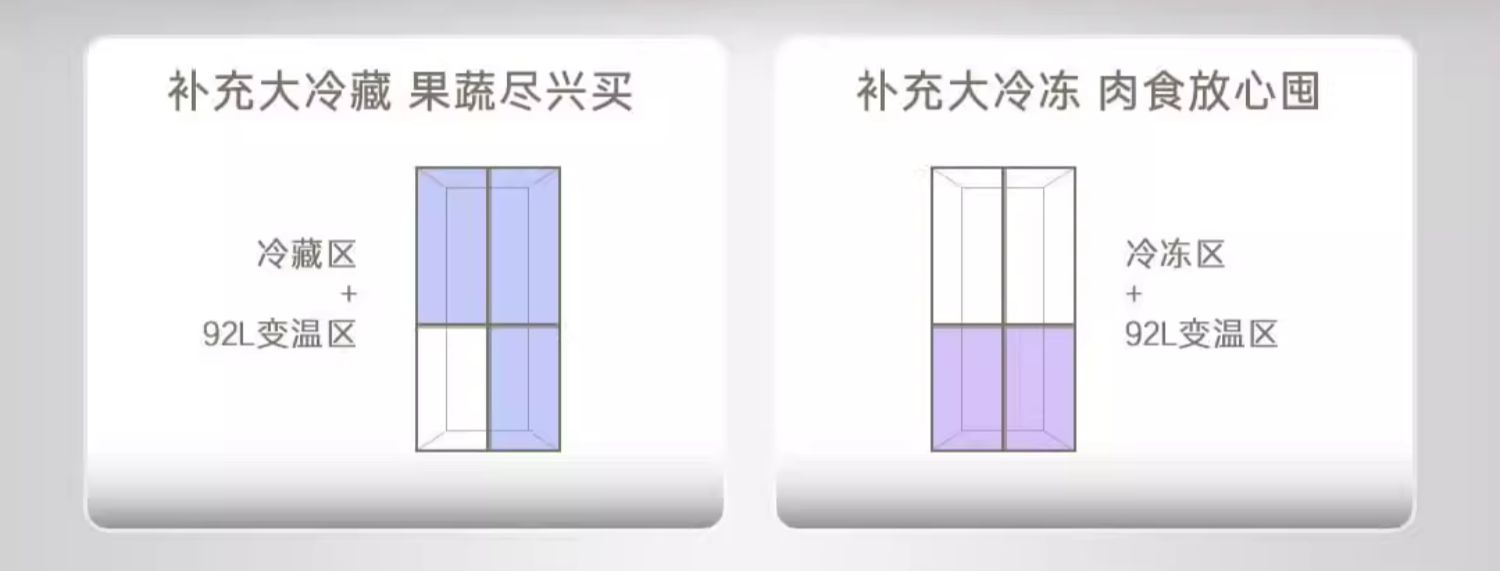 补充大冷藏 果蔬尽兴买
冷藏区
+
92L变温区
补充大冷冻 肉食放心囤
冷冻区
+
92L变温区